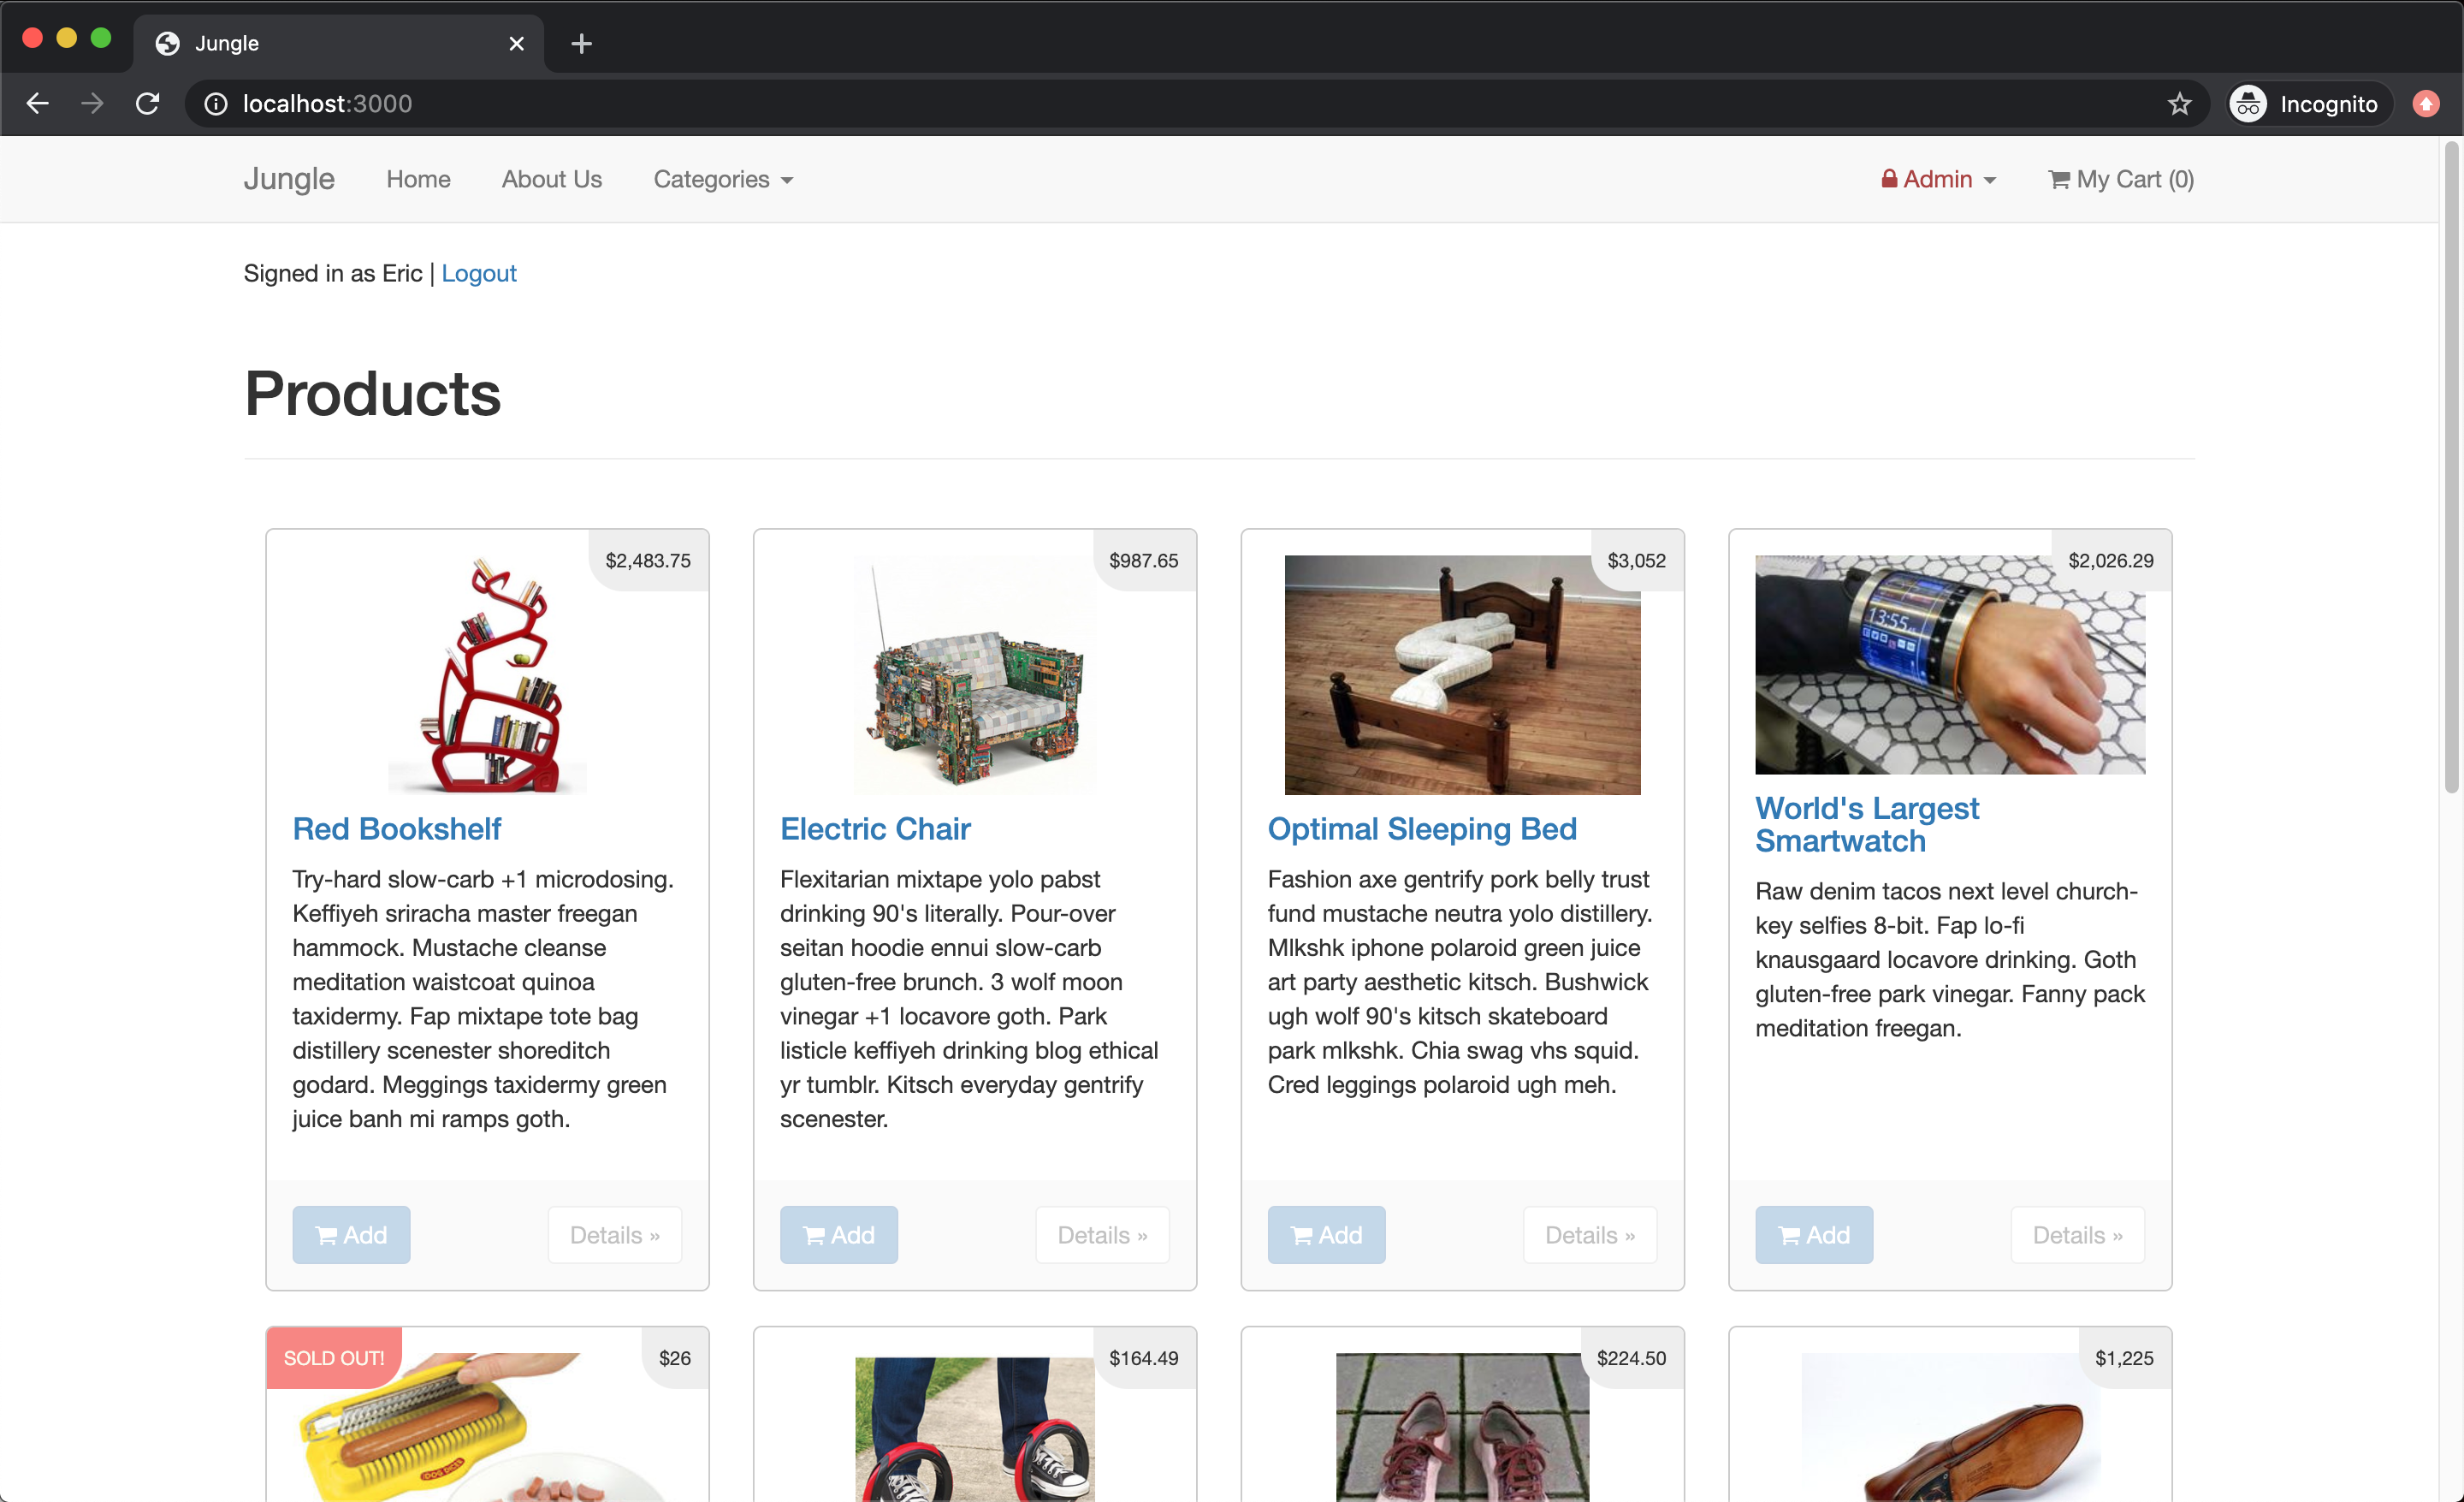 Jungle
localhost:3000
Incognito
Jungle Home About Us Categories Admin My Cart (0)
Signed in as Eric | Logout
Products
$2,483.75
Red Bookshelf
Try-hard slow-carb +1 microdosing.
Keffiyeh sriracha master freegan
hammock. Mustache cleanse
meditation waistcoat quinoa
taxidermy. Fap mixtape tote bag
distillery scenester shoreditch
godard. Meggings taxidermy green
juice banh mi ramps goth.
Add Details »
$987.65
Electric Chair
Flexitarian mixtape yolo pabst
drinking 90's literally. Pour-over
seitan hoodie ennui slow-carb
gluten-free brunch. 3 wolf moon
vinegar +1 locavore goth. Park
listicle keffiyeh drinking blog ethical
yr tumblr. Kitsch everyday gentrify
scenester.
Add Details »
$3,052
Optimal Sleeping Bed
Fashion axe gentrify pork belly trust
fund mustache neutra yolo distillery.
Mlkshk iphone polaroid green juice
art party aesthetic kitsch. Bushwick
ugh wolf 90's kitsch skateboard
park mlkshk. Chia swag vhs squid.
Cred leggings polaroid ugh meh.
Add Details »
$2,026.29
13:55
World's Largest
Smartwatch
Raw denim tacos next level church-
key selfies 8-bit. Fap lo-fi
knausgaard locavore drinking. Goth
gluten-free park vinegar. Fanny pack
meditation freegan.
Add Details »
SOLD OUT!
$26
$164.49
$224.50
$1,225